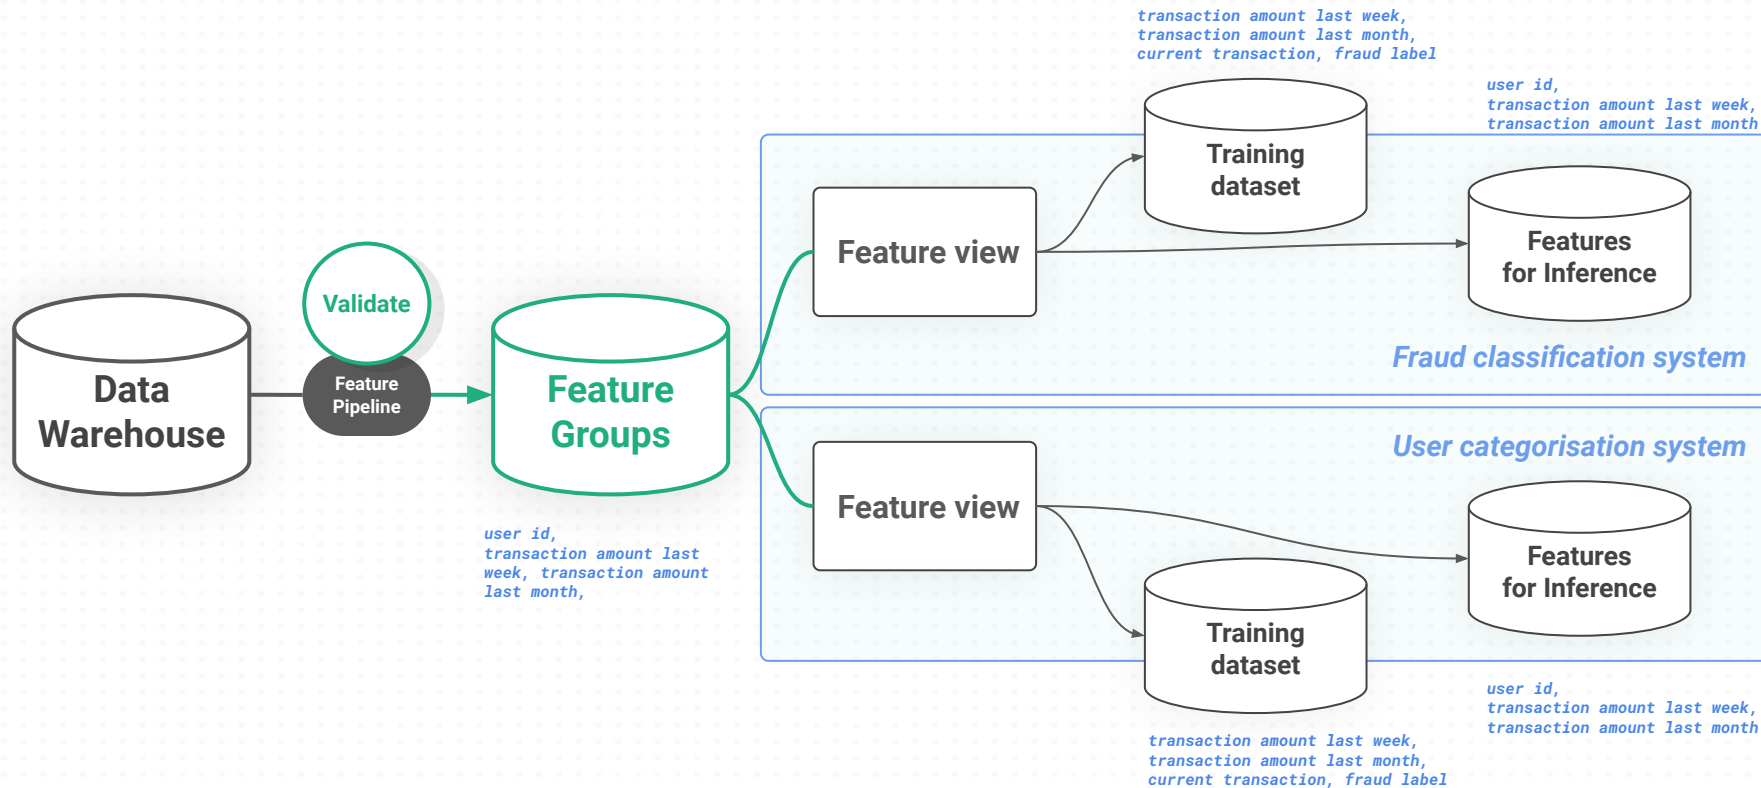 transaction amount last week,
transaction amount last month,
current transaction, fraud label
user id,
transaction amount last week,
transaction amount last month
Training
dataset
Feature view
Features
for Inference
Validate
Fraud classification system
Data
Warehouse
Feature
Pipeline
Feature
Groups
User categorisation system
Feature view
user id,
transaction amount last
week, transaction amount
last month,
Features
for Inference
Training
dataset
user id,
transaction amount last week,
transaction amount last month
transaction amount last week,
transaction amount last month,
current transaction, fraud label